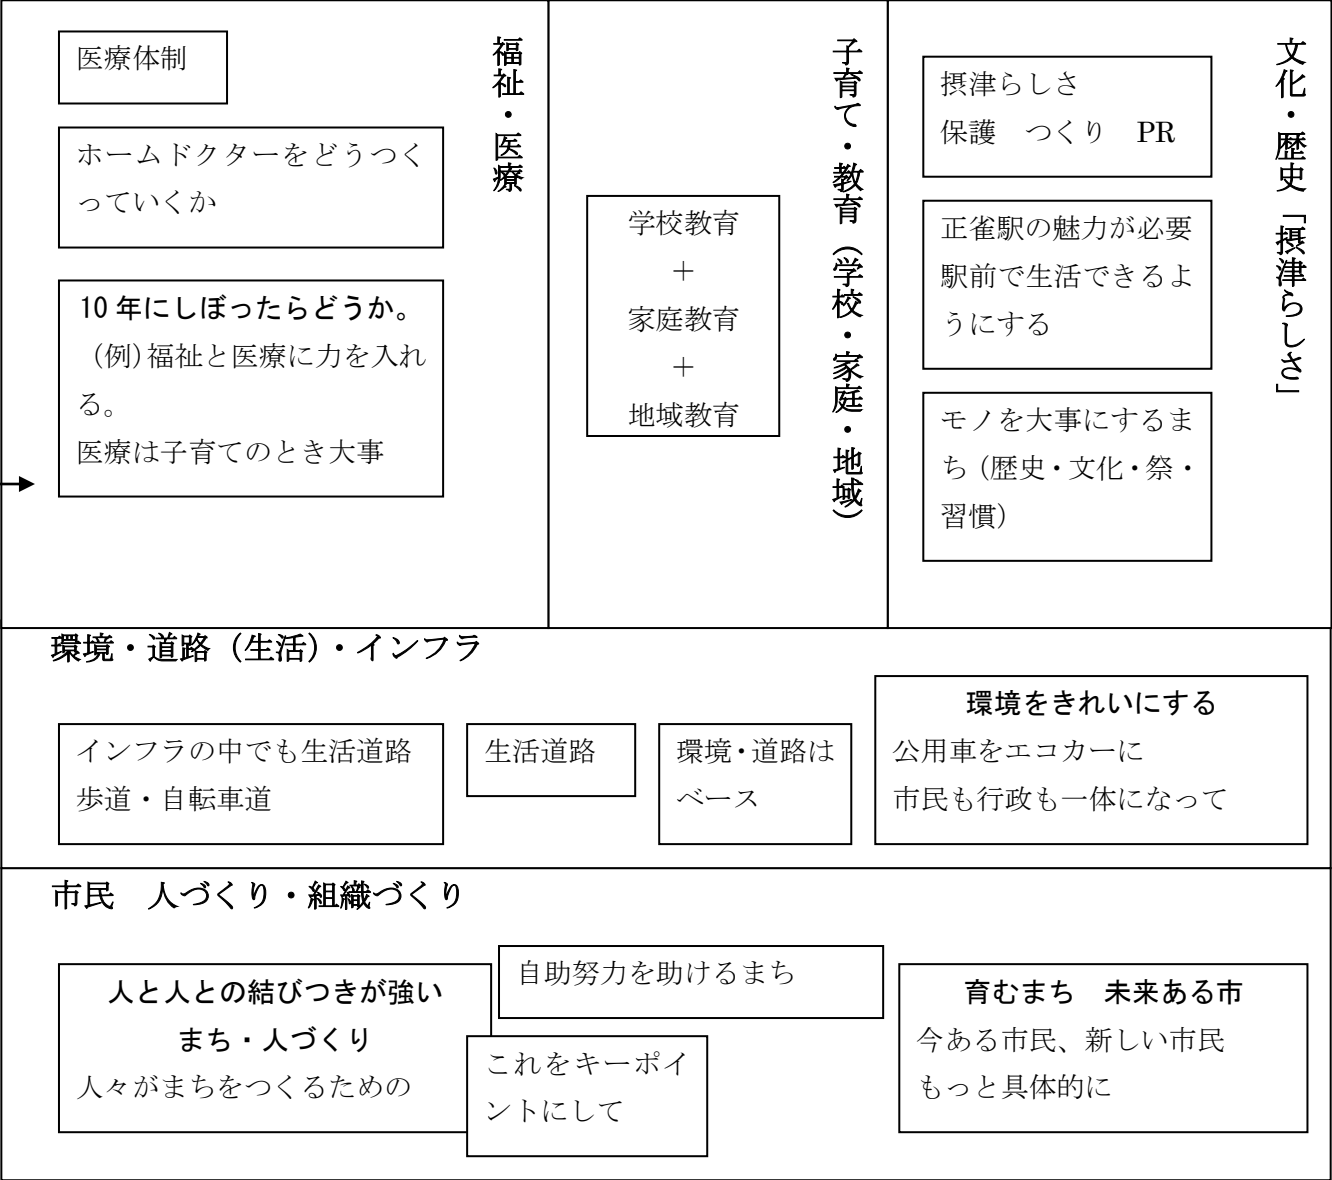 福祉・医療
医療体制
ホームドクターをどうつく
っていくか
10年にしぼったらどうか。
（例）福祉と医療に力を入れ
る。
医療は子育てのとき大事
子育て・教育（学校・家庭・地域）
学校教育
＋
家庭教育
＋
地域教育
文化・歴史「摂津らしさ」
摂津らしさ
保護　つくり　PR
正雀駅の魅力が必要
駅前で生活できるよ
うにする
モノを大事にするま
ち（歴史・文化・祭・
習慣）
環境・道路（生活）・インフラ
インフラの中でも生活道路
歩道・自転車道
生活道路
環境・道路は
ベース
環境をきれいにする
公用車をエコカーに
市民も行政も一体になって
市民　人づくり・組織づくり
人と人との結びつきが強い
まち・人づくり
人々がまちをつくるための
自助努力を助けるまち
これをキーポイ
ントにして
育むまち　未来ある市
今ある市民、新しい市民
もっと具体的に